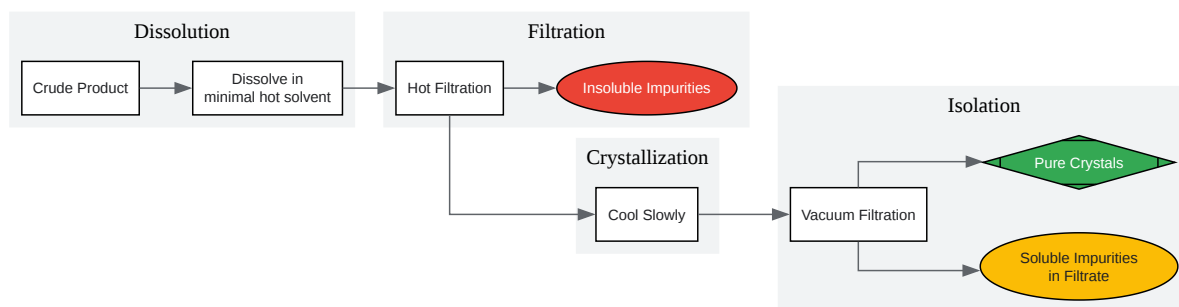 Dissolution
Crude Product
Dissolve in
minimal hot solvent
Filtration
Hot Filtration
Insoluble Impurities
Crystallization
Cool Slowly
Isolation
Vacuum Filtration
Pure Crystals
Soluble Impurities
in Filtrate